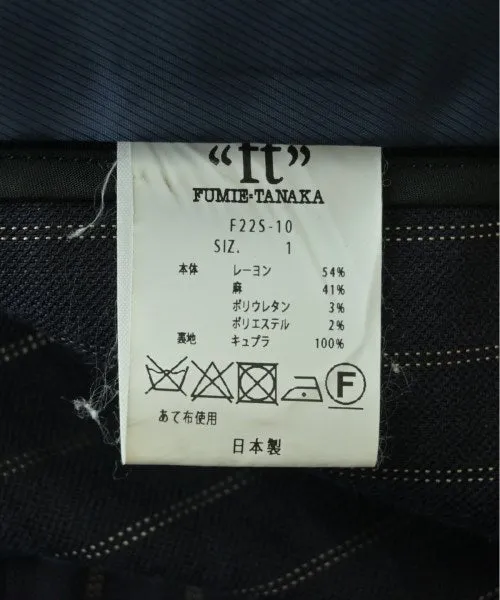 “ft”
FUMIE=TANAKA
F22S-10
SIZ. 1
本体 レーヨン 54%
麻 41%
ポリウレタン 3%
ポリエステル 2%
裏地 キュプラ 100%
F
あて布使用
日本製